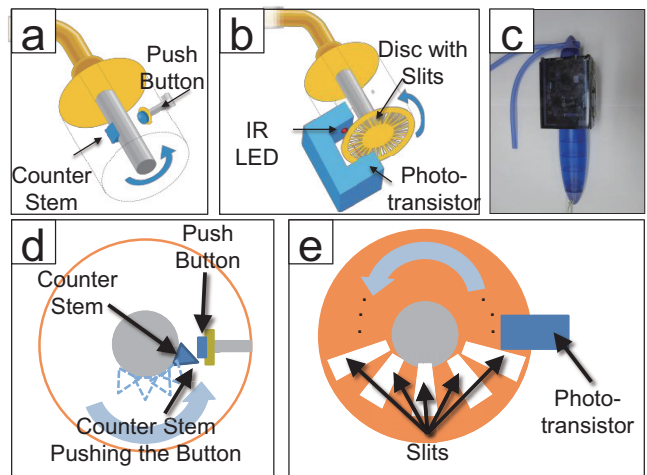 a
Push
Button
Counter
Stem
b
Disc with
Slits
IR
LED
Photo-
transistor
c
d
Push
Button
Counter
Stem
Counter Stem
Pushing the Button
e
Photo-
transistor
Slits